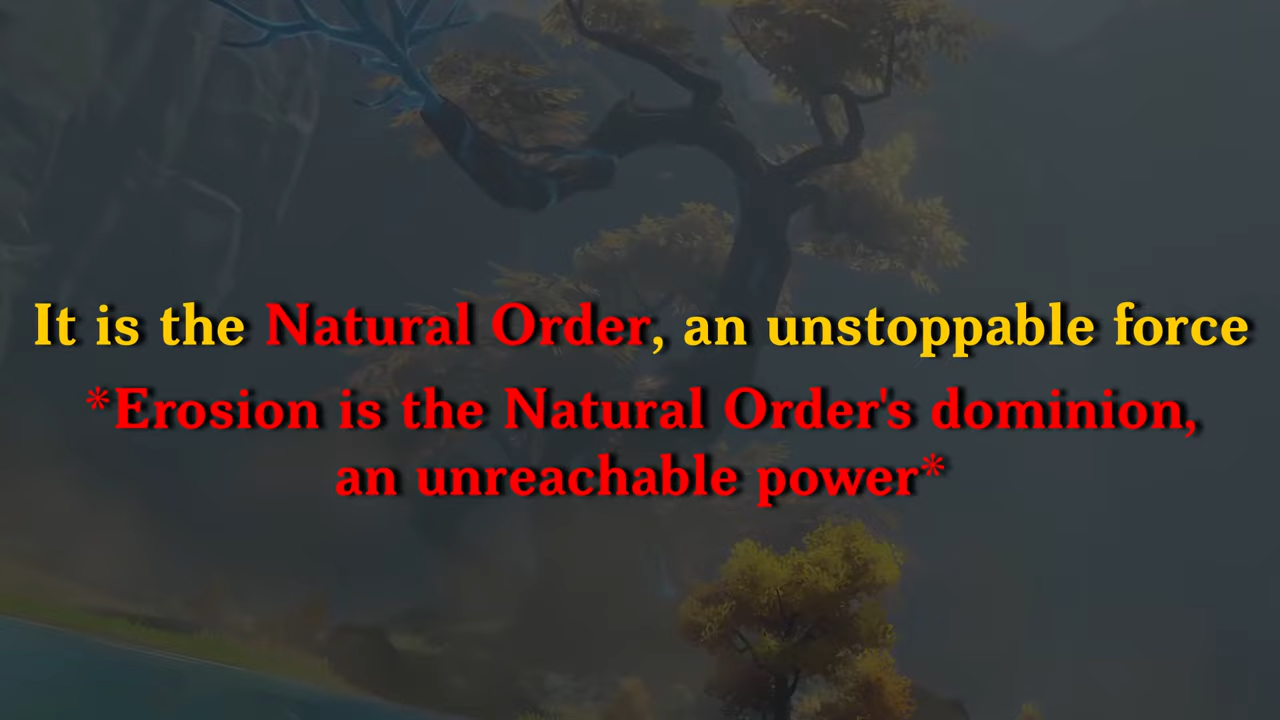 It is the Natural Order, an unstoppable force
*Erosion is the Natural Order's dominion,
an unreachable power*